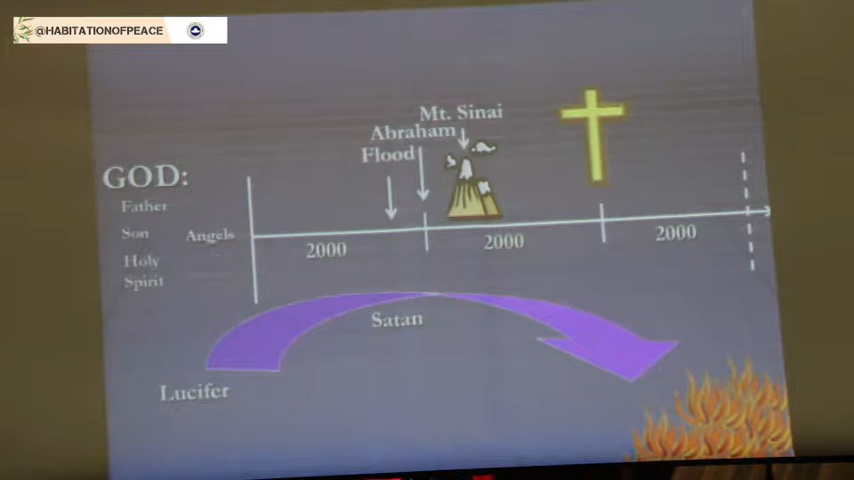 @HABITATIONOFPEACE
Mt. Sinai
Abraham
Flood
GOD:
Father
Son
Angels
Holy
Spirit
2000
2000
2000
Satan
Lucifer